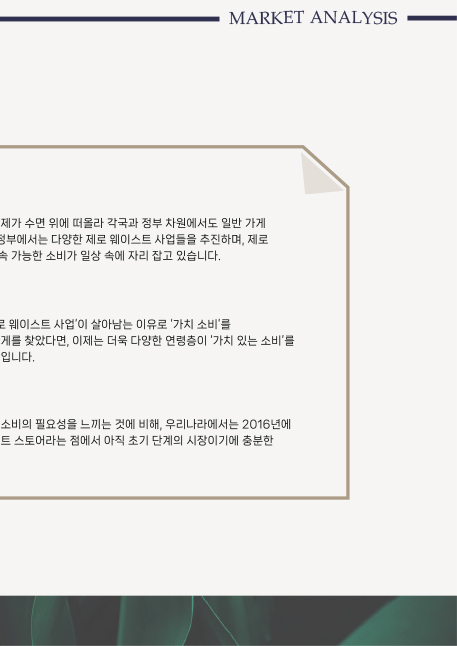 MARKET ANALYSIS
제가 수면 위에 떠올라 각국과 정부 차원에서도 일반 가게
정부에서는 다양한 제로 웨이스트 사업들을 추진하며, 제로
속 가능한 소비가 일상 속에 자리 잡고 있습니다.
로 웨이스트 사업'이 살아남는 이유로 '가치 소비'를
게를 찾았다면, 이제는 더욱 다양한 연령층이 '가치 있는 소비'를
입니다.
소비의 필요성을 느끼는 것에 비해, 우리나라에서는 2016년에
트 스토어라는 점에서 아직 초기 단계의 시장이기에 충분한